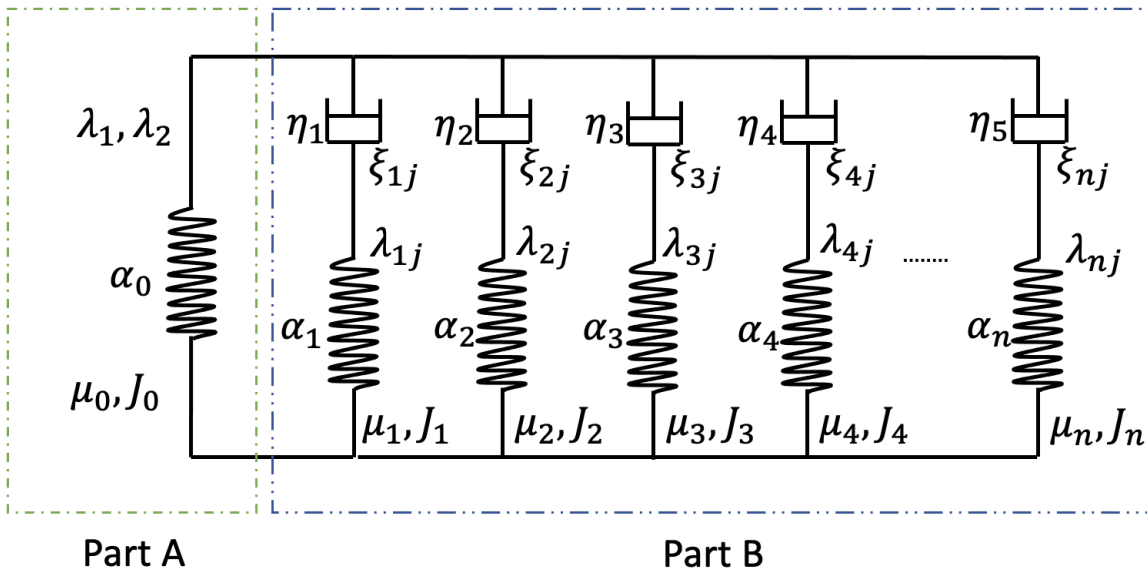 λ₁, λ₂
η₁ η₂ η₃ η₄ η₅
ξ₁ⱼ ξ₂ⱼ ξ₃ⱼ ξ₄ⱼ ξₙⱼ
λ₁ⱼ λ₂ⱼ λ₃ⱼ λ₄ⱼ ........ λₙⱼ
α₀ α₁ α₂ α₃ α₄ αₙ
μ₀, J₀ μ₁, J₁ μ₂, J₂ μ₃, J₃ μ₄, J₄ μₙ, Jₙ
Part A Part B